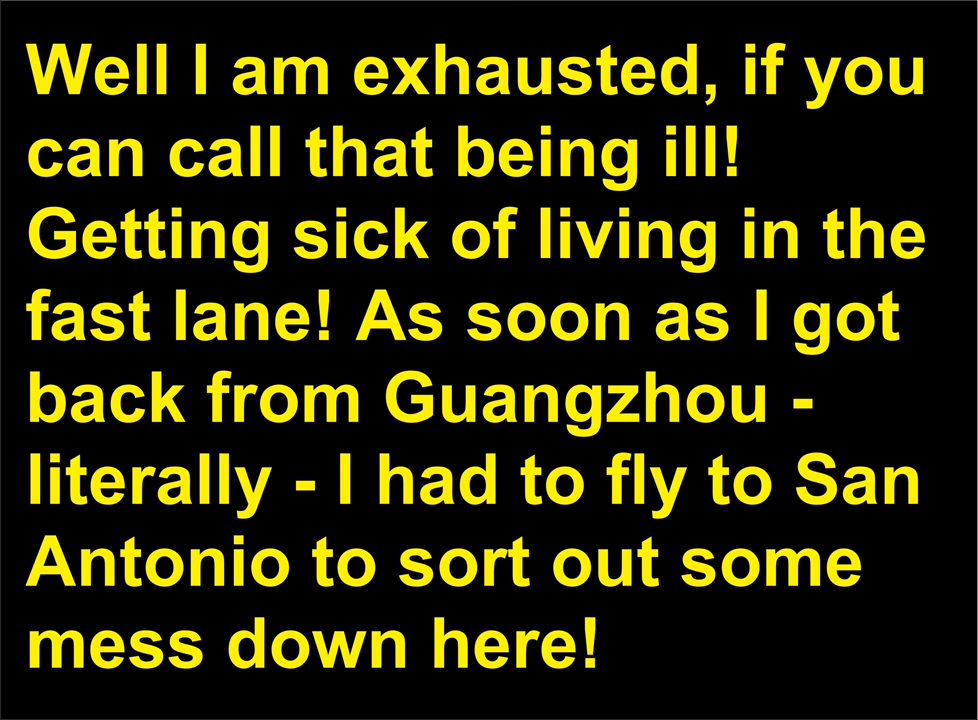 Well I am exhausted, if you
can call that being ill!
Getting sick of living in the
fast lane! As soon as I got
back from Guangzhou -
literally - I had to fly to San
Antonio to sort out some
mess down here!